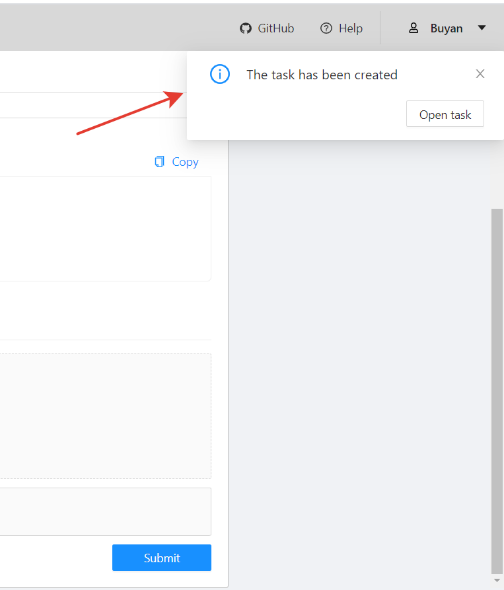 GitHub Help Buyan
The task has been created
Open task
Copy
Submit